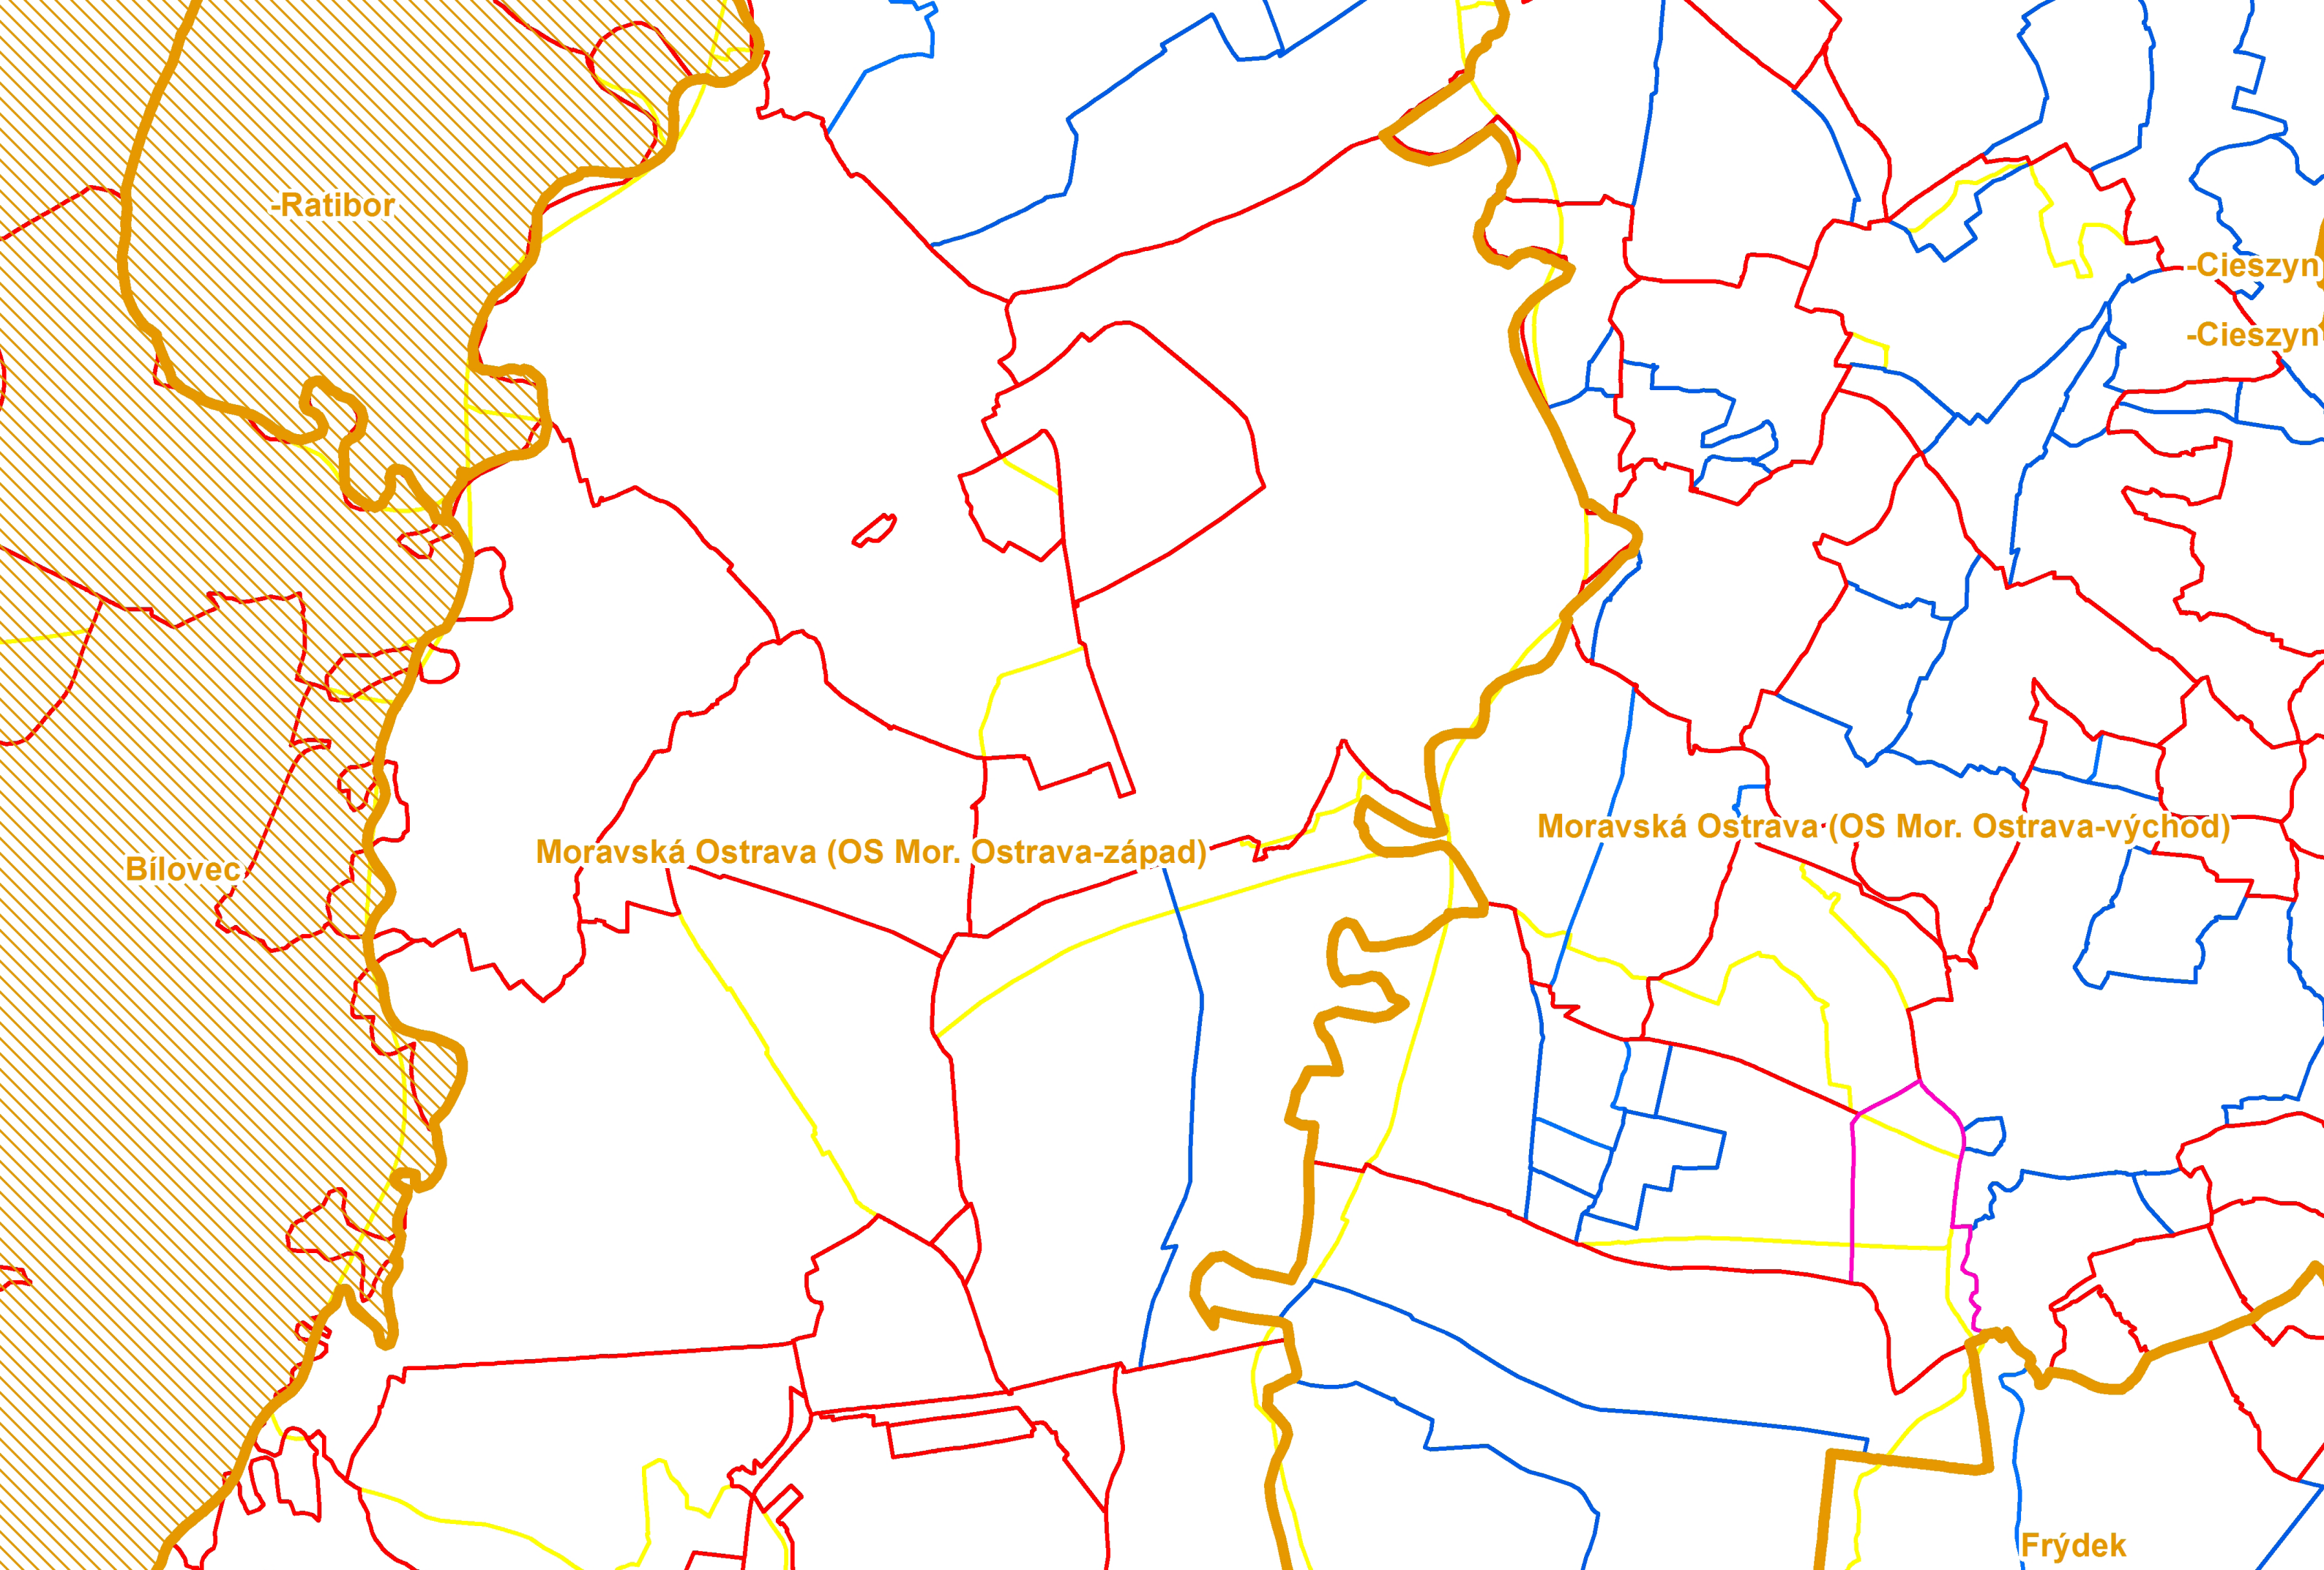 -Ratibor
-Cieszyn
-Cieszyn
Moravská Ostrava (OS Mor. Ostrava-východ)
Moravská Ostrava (OS Mor. Ostrava-západ)
Bílovec
Frýdek